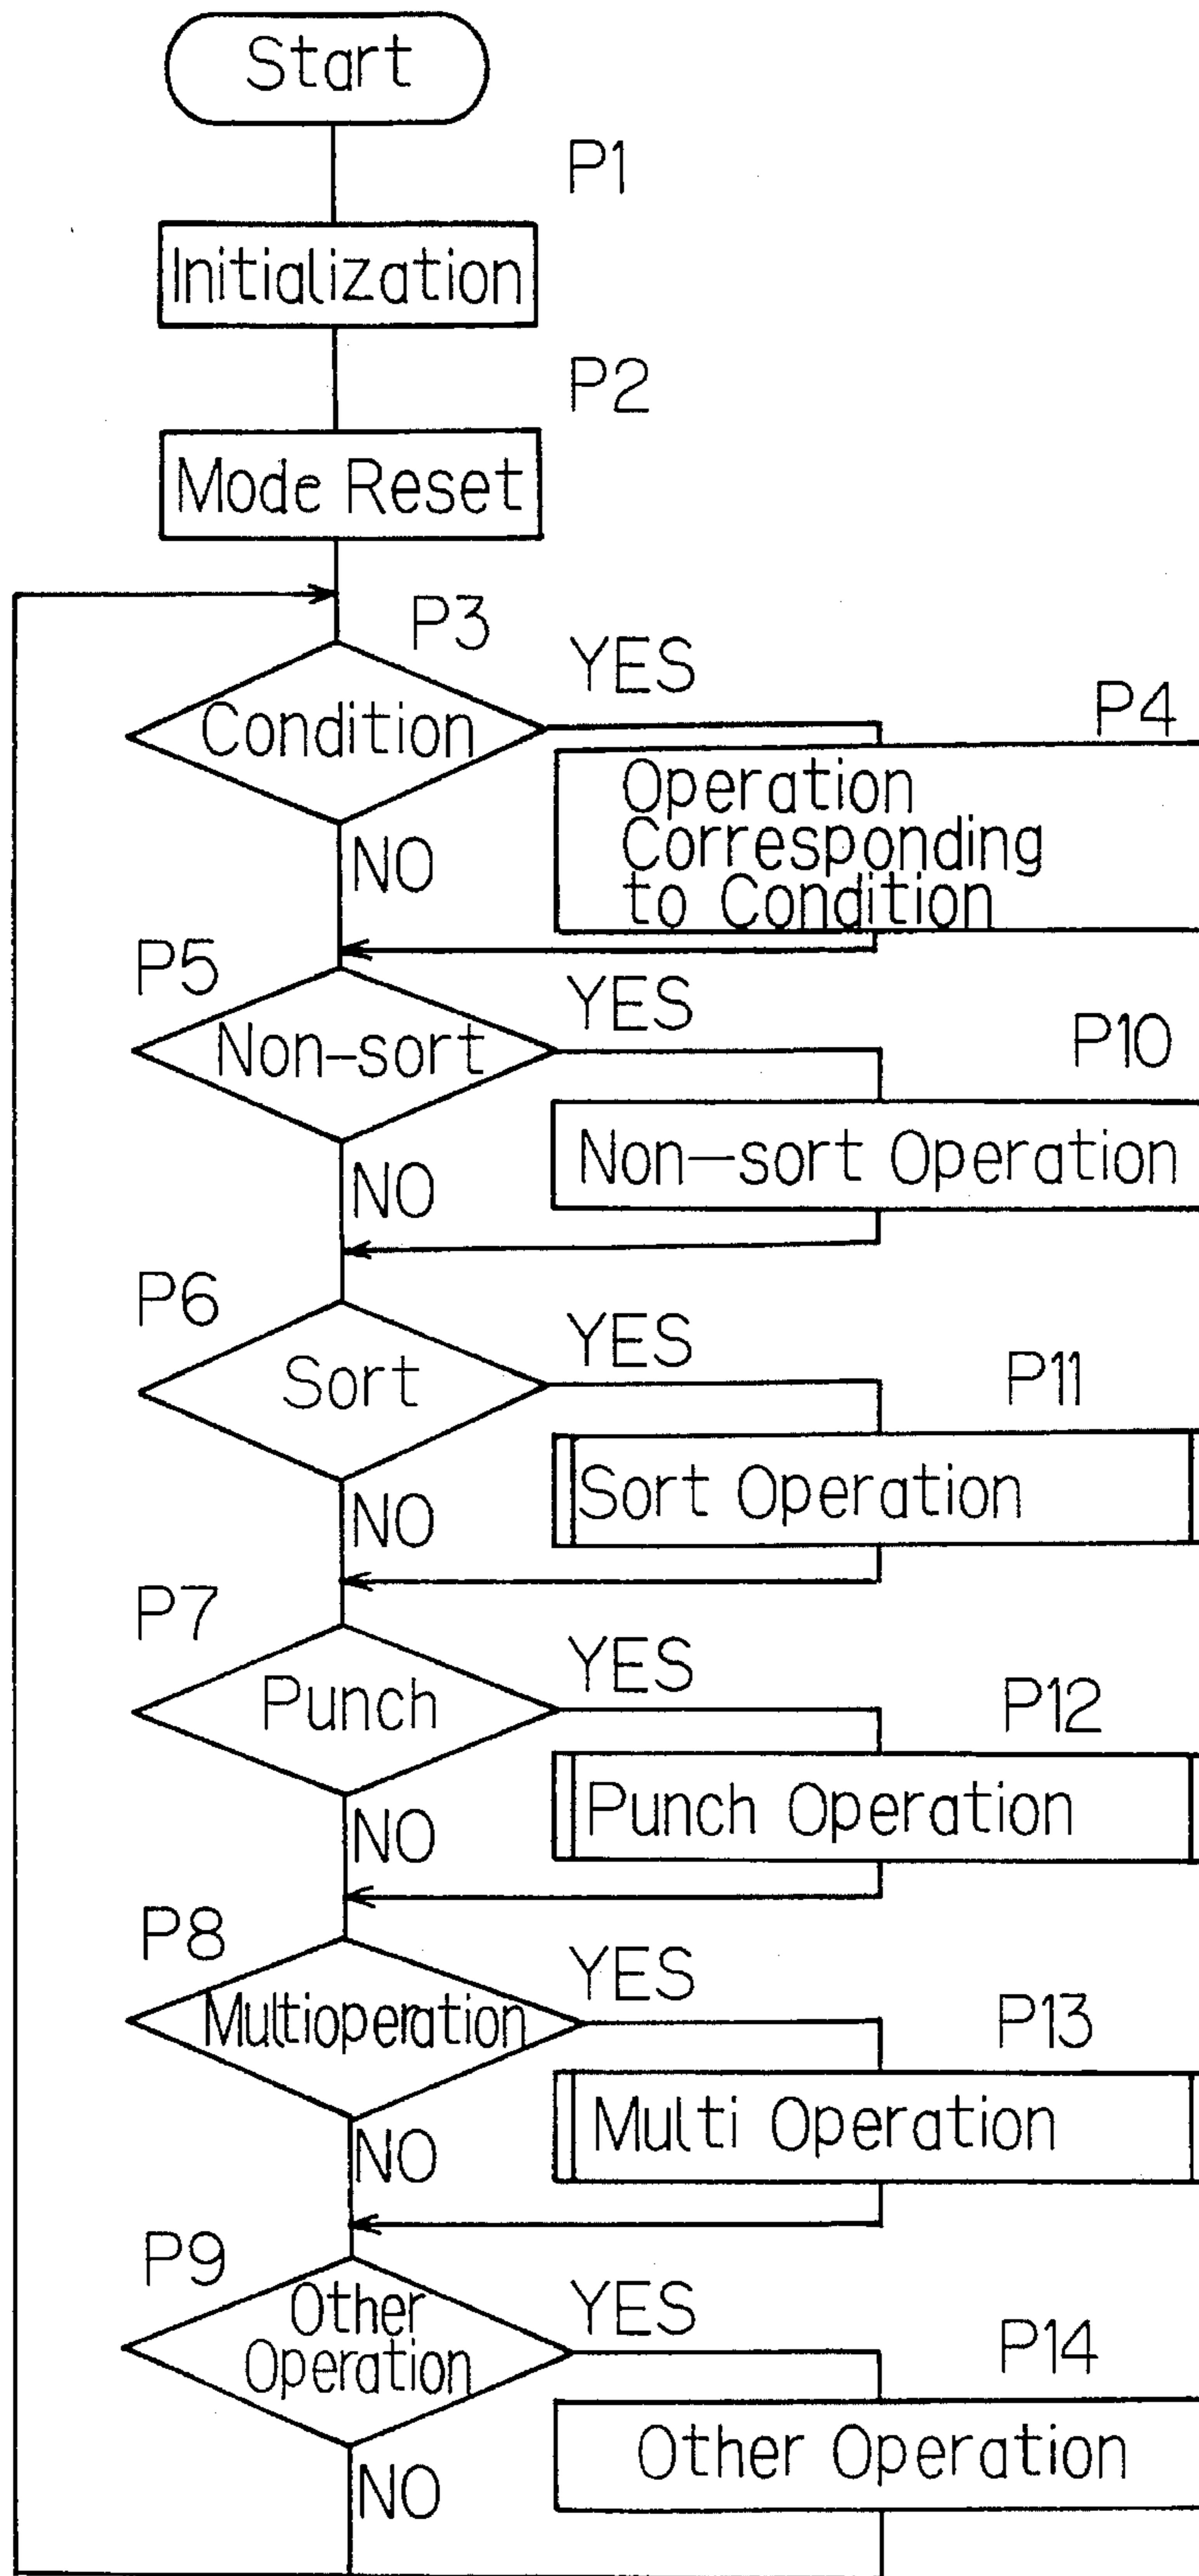 Start
P1
Initialization
P2
Mode Reset
P3
YES
Condition
P4
Operation
Corresponding
to Condition
NO
P5
YES
Non-sort
P10
Non-sort Operation
NO
P6
YES
Sort
P11
Sort Operation
NO
P7
YES
Punch
P12
Punch Operation
NO
P8
YES
Multioperation
P13
Multi Operation
NO
P9
YES
Other
Operation
P14
Other Operation
NO